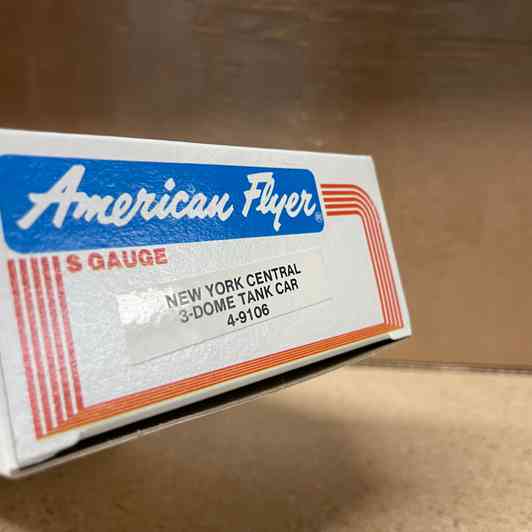 American Flyer®
S GAUGE
NEW YORK CENTRAL
3-DOME TANK CAR
4-9106